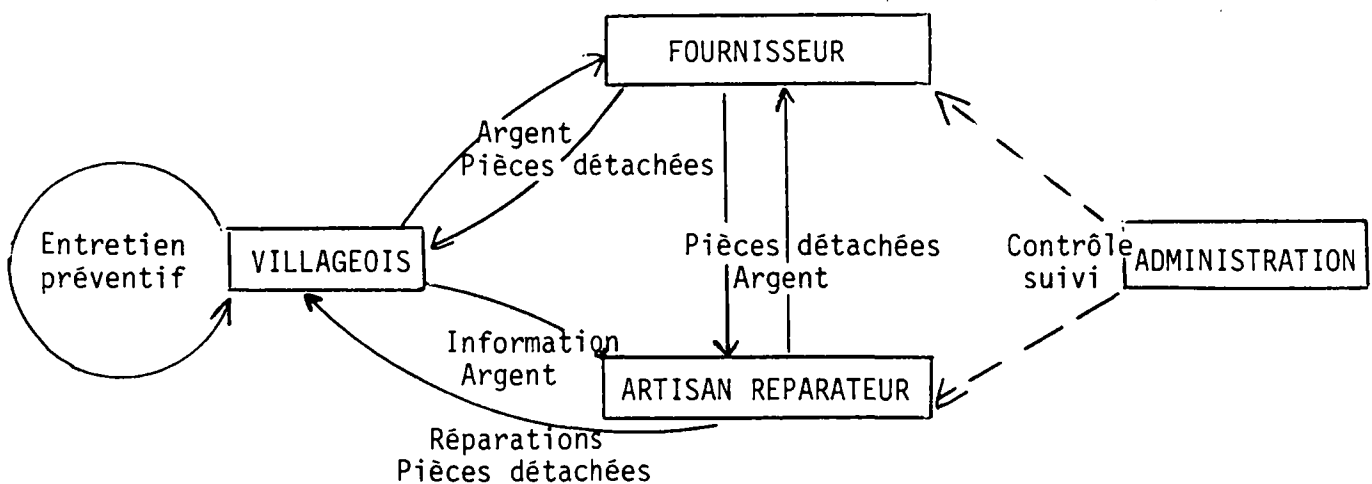 FOURNISSEUR
Argent
Pièces détachées
Entretien
préventif
VILLAGEOIS
Pièces détachées
Argent
Contrôle
suivi
ADMINISTRATION
Information
Argent
ARTISAN REPARATEUR
Réparations
Pièces détachées